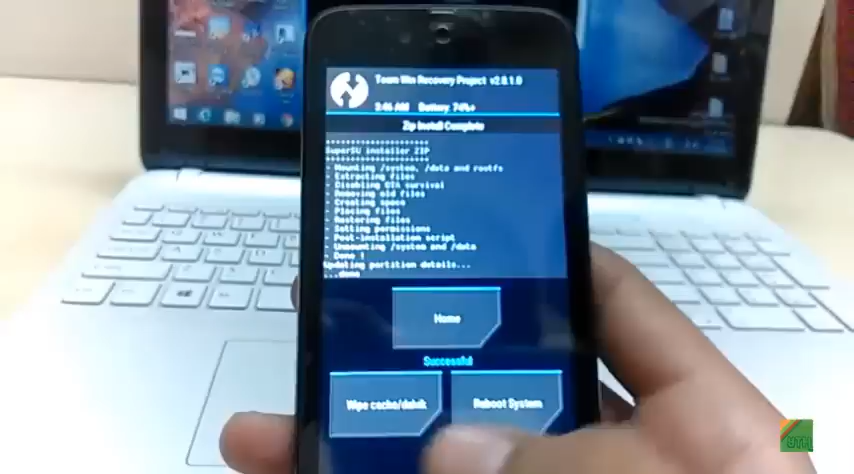 Team Win Recovery Project v2.8.1.0
3:46 AM Battery 74%+
Zip Install Complete
*********************
SuperSU installer ZIP
*********************
- Mounting /system, /data and rootfs
- Extracting files
- Disabling OTA survival
- Removing old files
- Creating space
- Placing files
- Restoring files
- Setting permissions
- Post-installation script
- Unmounting /system and /data
- Done !
Updating partition details...
...done
Home
Successful
Wipe cache/dalvik
Reboot System